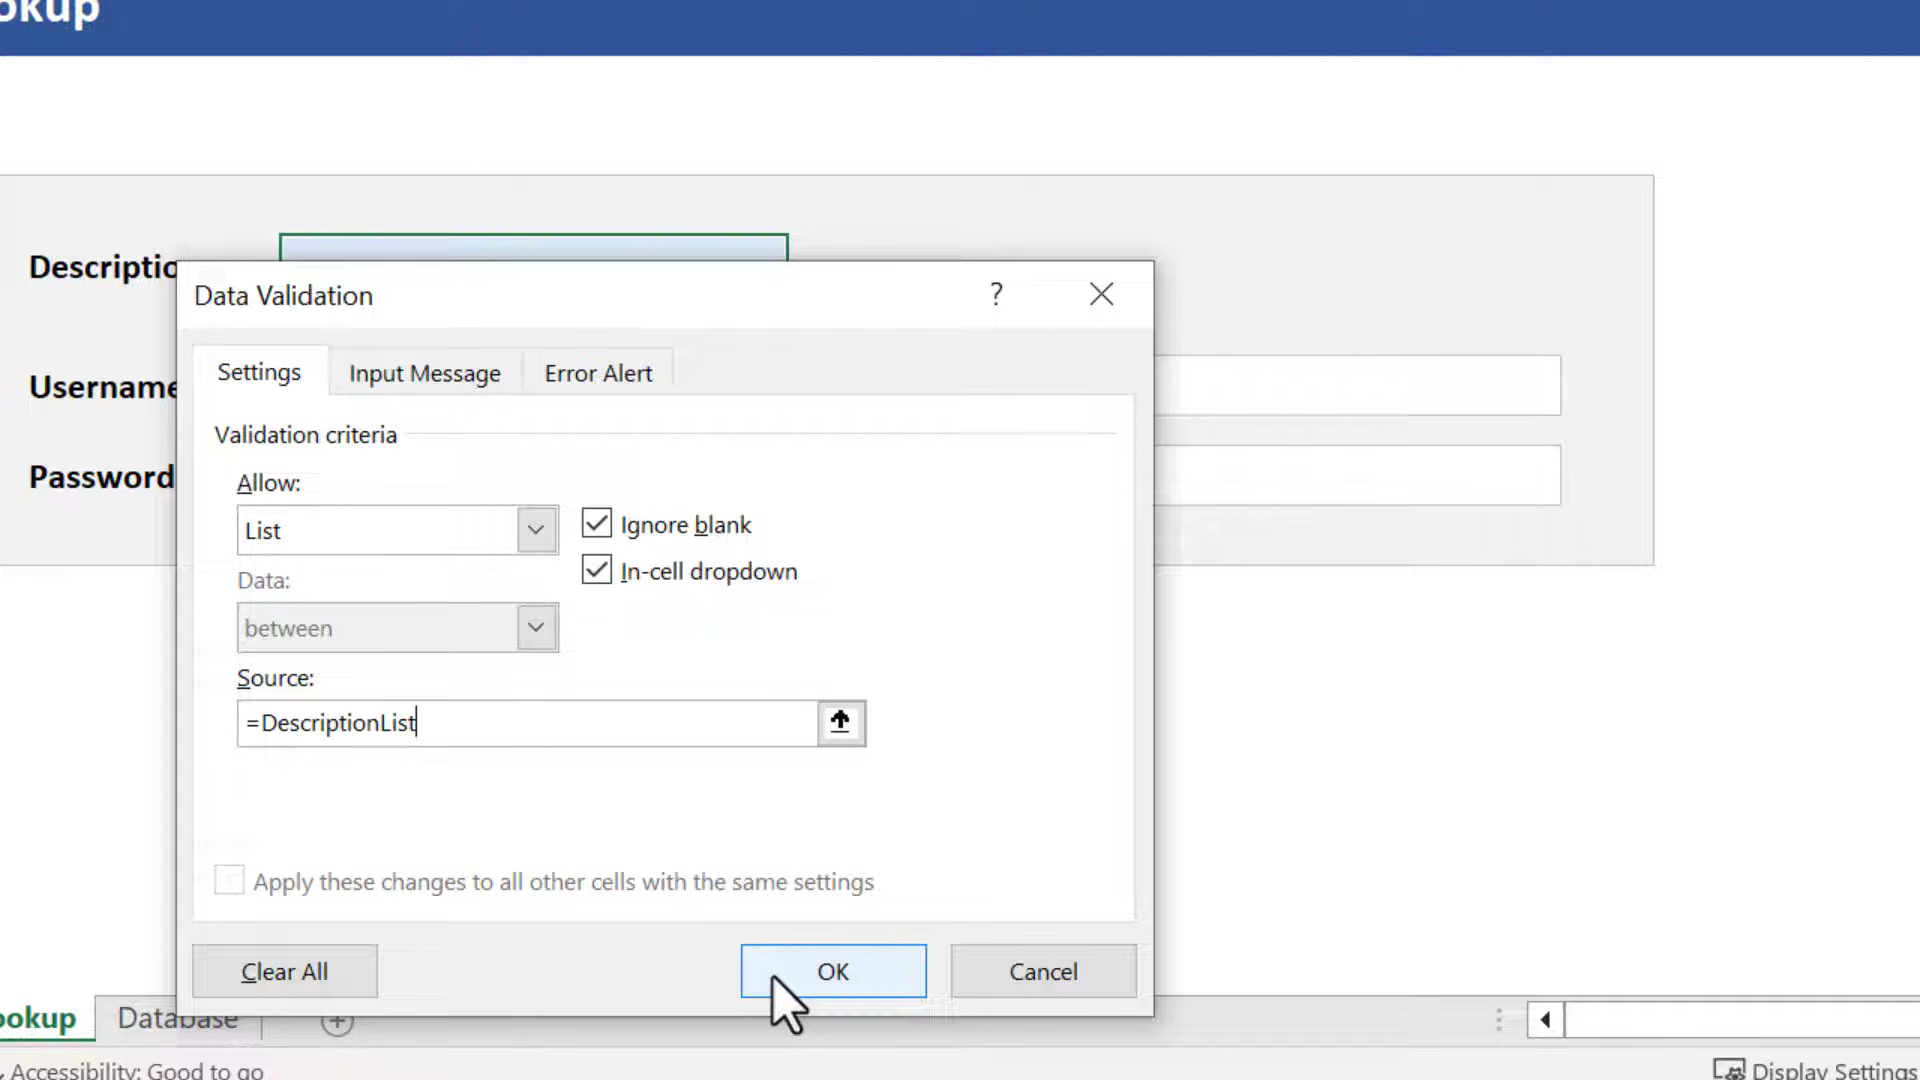 okup
Descriptio
Data Validation
?
Settings
Input Message
Error Alert
Username
Validation criteria
Password
Allow:
List
Ignore blank
In-cell dropdown
Data:
between
Source:
=DescriptionList
Apply these changes to all other cells with the same settings
Clear All
OK
Cancel
ookup
Database
Accessibility: Good to go
Display Settings